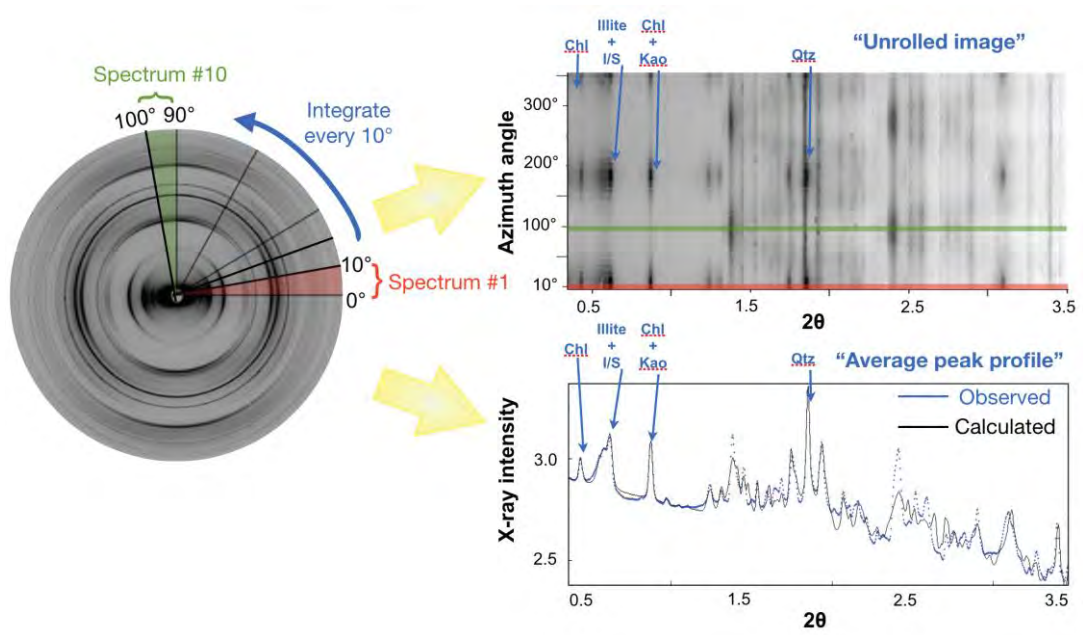 Spectrum #10
100° 90°
Integrate
every 10°
10°
0°
Spectrum #1
Chl
Illite
+
I/S
Chl
+
Kao
Qtz
“Unrolled image”
Azimuth angle
300°
200°
100°
10°
0.5 1.5 2.5 3.5
2θ
Chl
Illite
+
I/S
Chl
+
Kao
Qtz
“Average peak profile”
Observed
Calculated
X-ray intensity
3.0
2.5
0.5 1.5 2.5 3.5
2θ